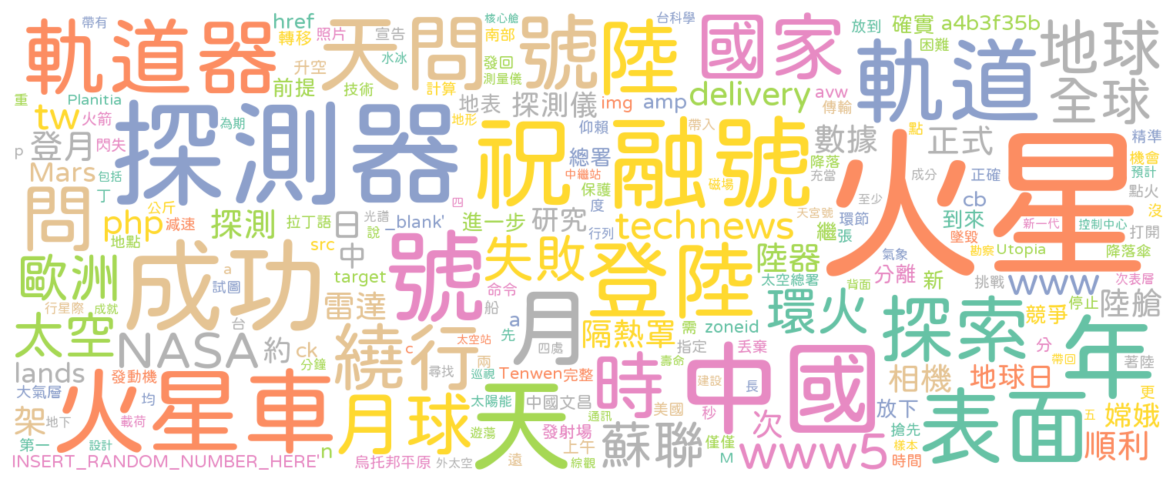 帶有
href
轉移
照片
宣告
核心艙
南部
台科學
放到
確實
a4b3f35b
困難
軌道器
天問
號
陸
國家
軌道
地球
全球
升空
水冰
測量儀
發回
前提
技術
計算
重
Planitia
為期
地表
探測儀
img
amp
delivery
avw
傳輸
tw
火箭
閃失
登月
p
探測器
祝
融號
地形
仰賴
帶入
總署
中繼站
保護
磁場
度
數據
降落
充當
點
成分
正式
正確
精準
機會
預計
點火
火星
Mars
包括
丁
問
php
公斤
減速
探測
拉丁語
地點
日
光譜
說
四
_blank'
進一步
研究
行列
technews
天宮號
環節
繼
張
至少
cb
到來
墜毀
新一代
控制中心
沒
打開
歐洲
成功
src
中
target
號
失敗
登陸
陸器
太空總署
氣象
背面
分離
勘察
Utopia
新
挑戰
降落傘
次表層
行星際
成就
a
試圖
雷達
命令
船
月
隔熱罩
環火
www
陸艙
太空
NASA
台
約
繞行
太空站
先
a
四處
需
zoneid
指定
丟棄
探索
競爭
停止
年
分
帶回
著陸
lands
發動機
ck
分鐘
c
尋找
兩
巡視
Tenwen完整
時
中國
壽命
建設
長
相機
地球日
更
大氣層
均
火星車
月球
太陽能
中國文昌
美國
通訊
秒
次
放下
表面
五
嫦娥
架
地下
載荷
天
遊蕩
發射場
蘇聯
僅僅
搶先
樣本
順利
第一
設計
n
上午
M
www5
時間
INSERT_RANDOM_NUMBER_HERE'
烏托邦平原
外太空
遠
綜觀